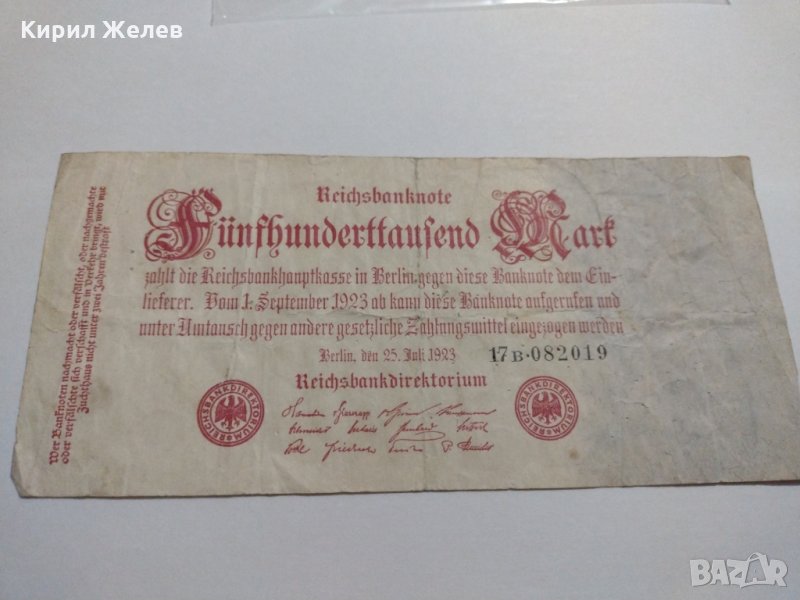 Кирил Желев
Reichsbanknote
Fünfhunderttausend Mark
zahlt die Reichsbankhauptkasse in Berlin gegen diese Banknote dem Ein-
lieferer. Vom 1. September 1923 ab kann diese Banknote aufgerufen und
unter Umtausch gegen andere gesetzliche Zahlungsmittel eingezogen werden
Berlin, den 25. Juli 1923
17B·082019
Reichsbankdirektorium
REICHSBANKDIREKTORIUM
REICHSBANKDIREKTORIUM
Wer Banknoten nachmacht oder verfälscht, oder nachgemachte
oder verfälschte sich verschafft und in Verkehr bringt, wird mit
Zuchthaus nicht unter zwei Jahren bestraft
BAZAR